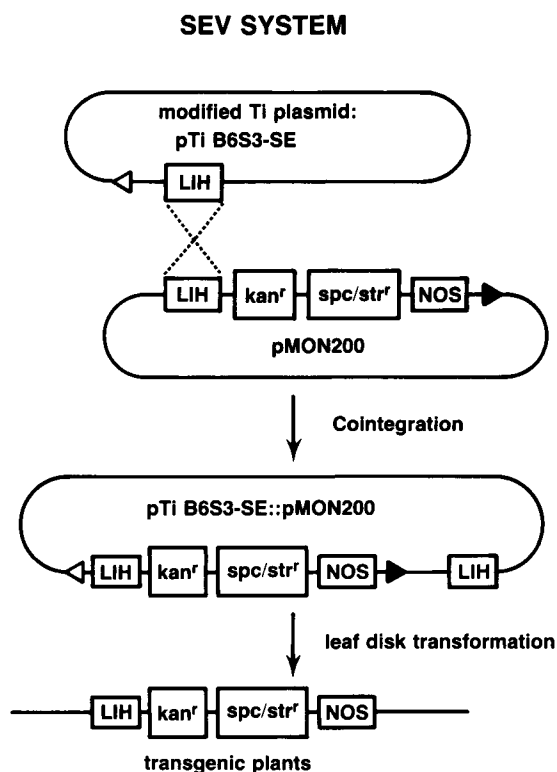 SEV SYSTEM
modified Ti plasmid:
pTi B6S3-SE
LIH
LIH kanʳ spc/strʳ NOS
pMON200
Cointegration
pTi B6S3-SE::pMON200
LIH kanʳ spc/strʳ NOS LIH
leaf disk transformation
LIH kanʳ spc/strʳ NOS
transgenic plants